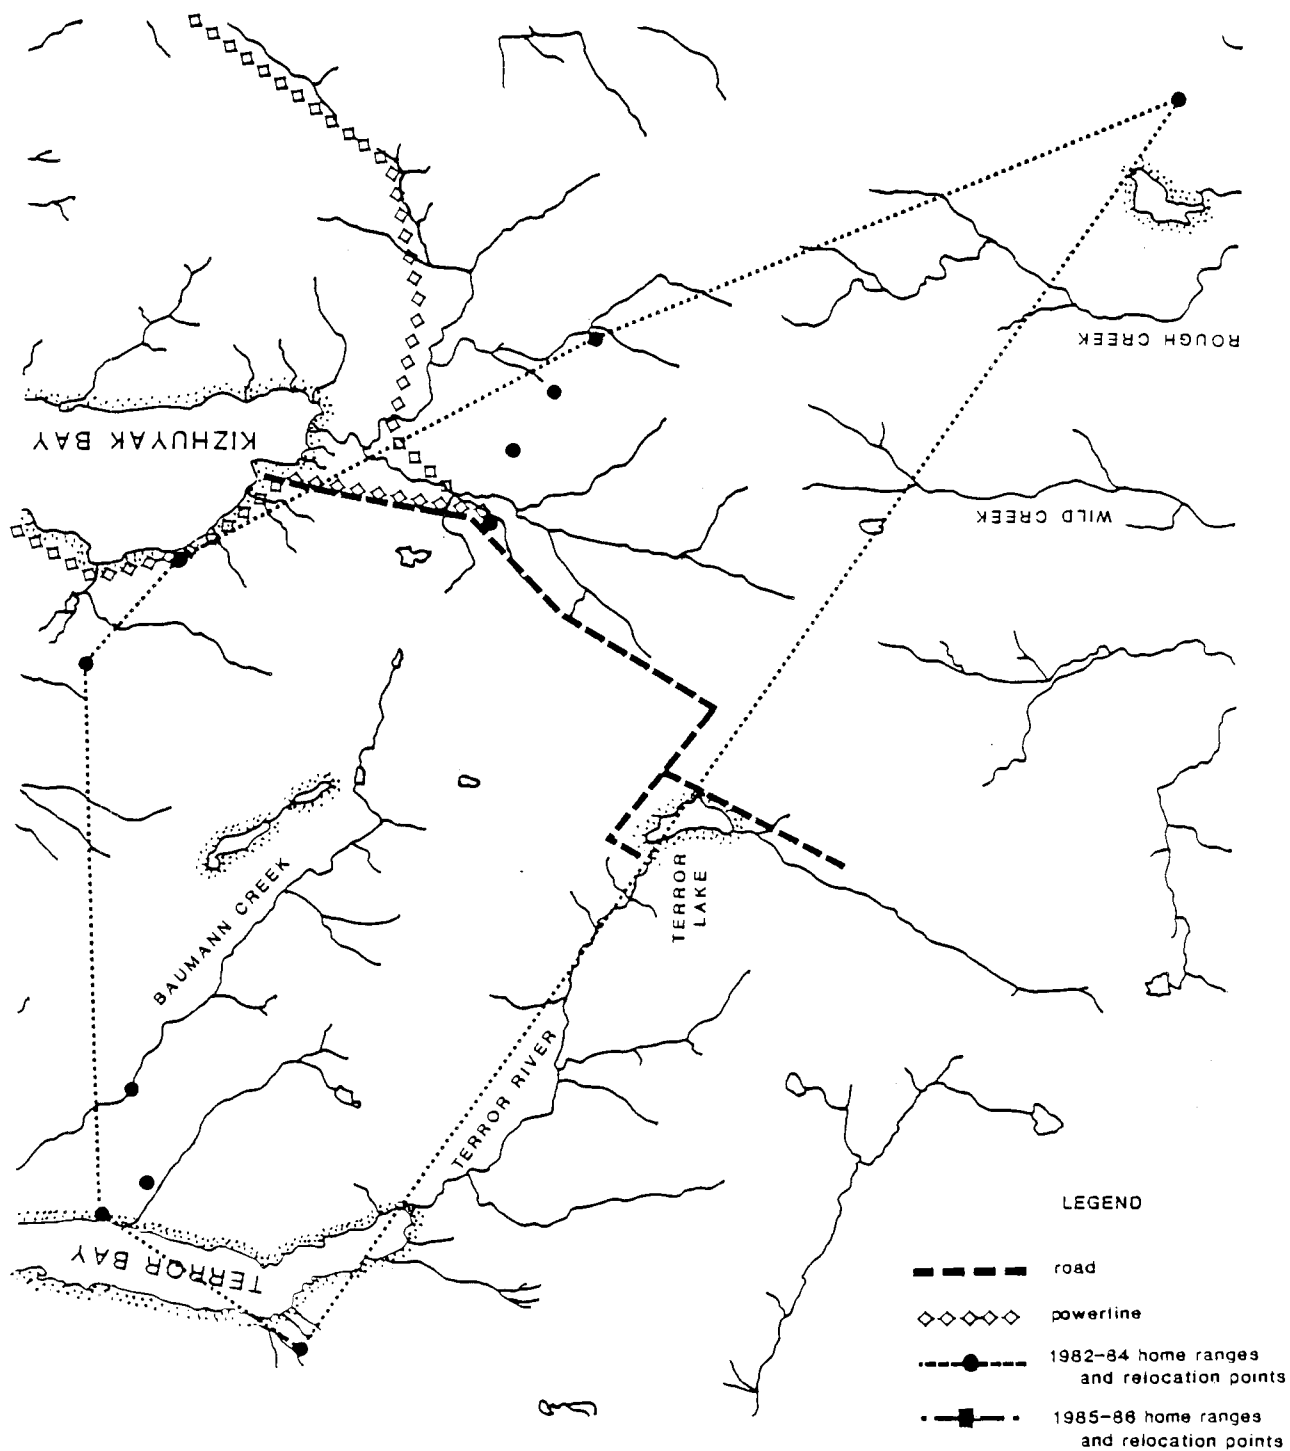 ROUGH CREEK
KIZHUYAK BAY
WILD CREEK
BAUMANN CREEK
TERROR
LAKE
TERROR RIVER
TERROR BAY
LEGEND
road
powerline
1982-84 home ranges
and relocation points
1985-86 home ranges
and relocation points